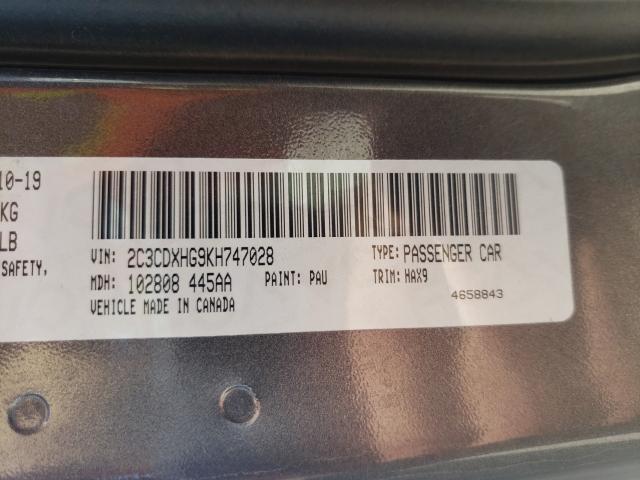 10-19
KG
LB
SAFETY,
VIN: 2C3CDXHG9KH747028 TYPE: PASSENGER CAR
MDH: 102808 445AA PAINT: PAU TRIM: HAX9
VEHICLE MADE IN CANADA 4658843